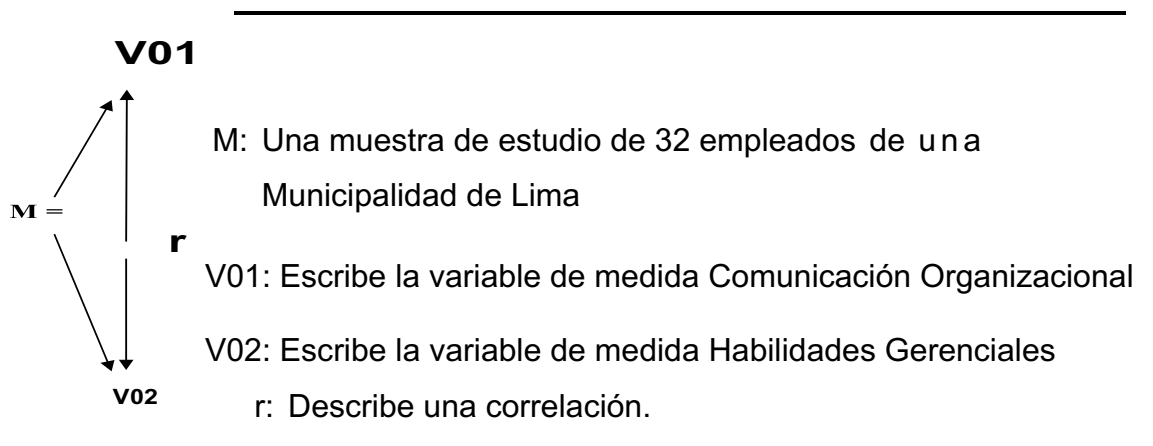 V01
M: Una muestra de estudio de 32 empleados de una
Municipalidad de Lima
M =
r
V01: Escribe la variable de medida Comunicación Organizacional
V02: Escribe la variable de medida Habilidades Gerenciales
V02
r: Describe una correlación.